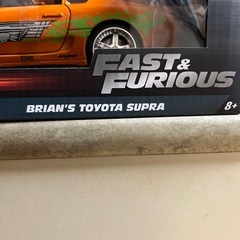 FAST &
FURIOUS
BRIAN'S TOYOTA SUPRA
8+